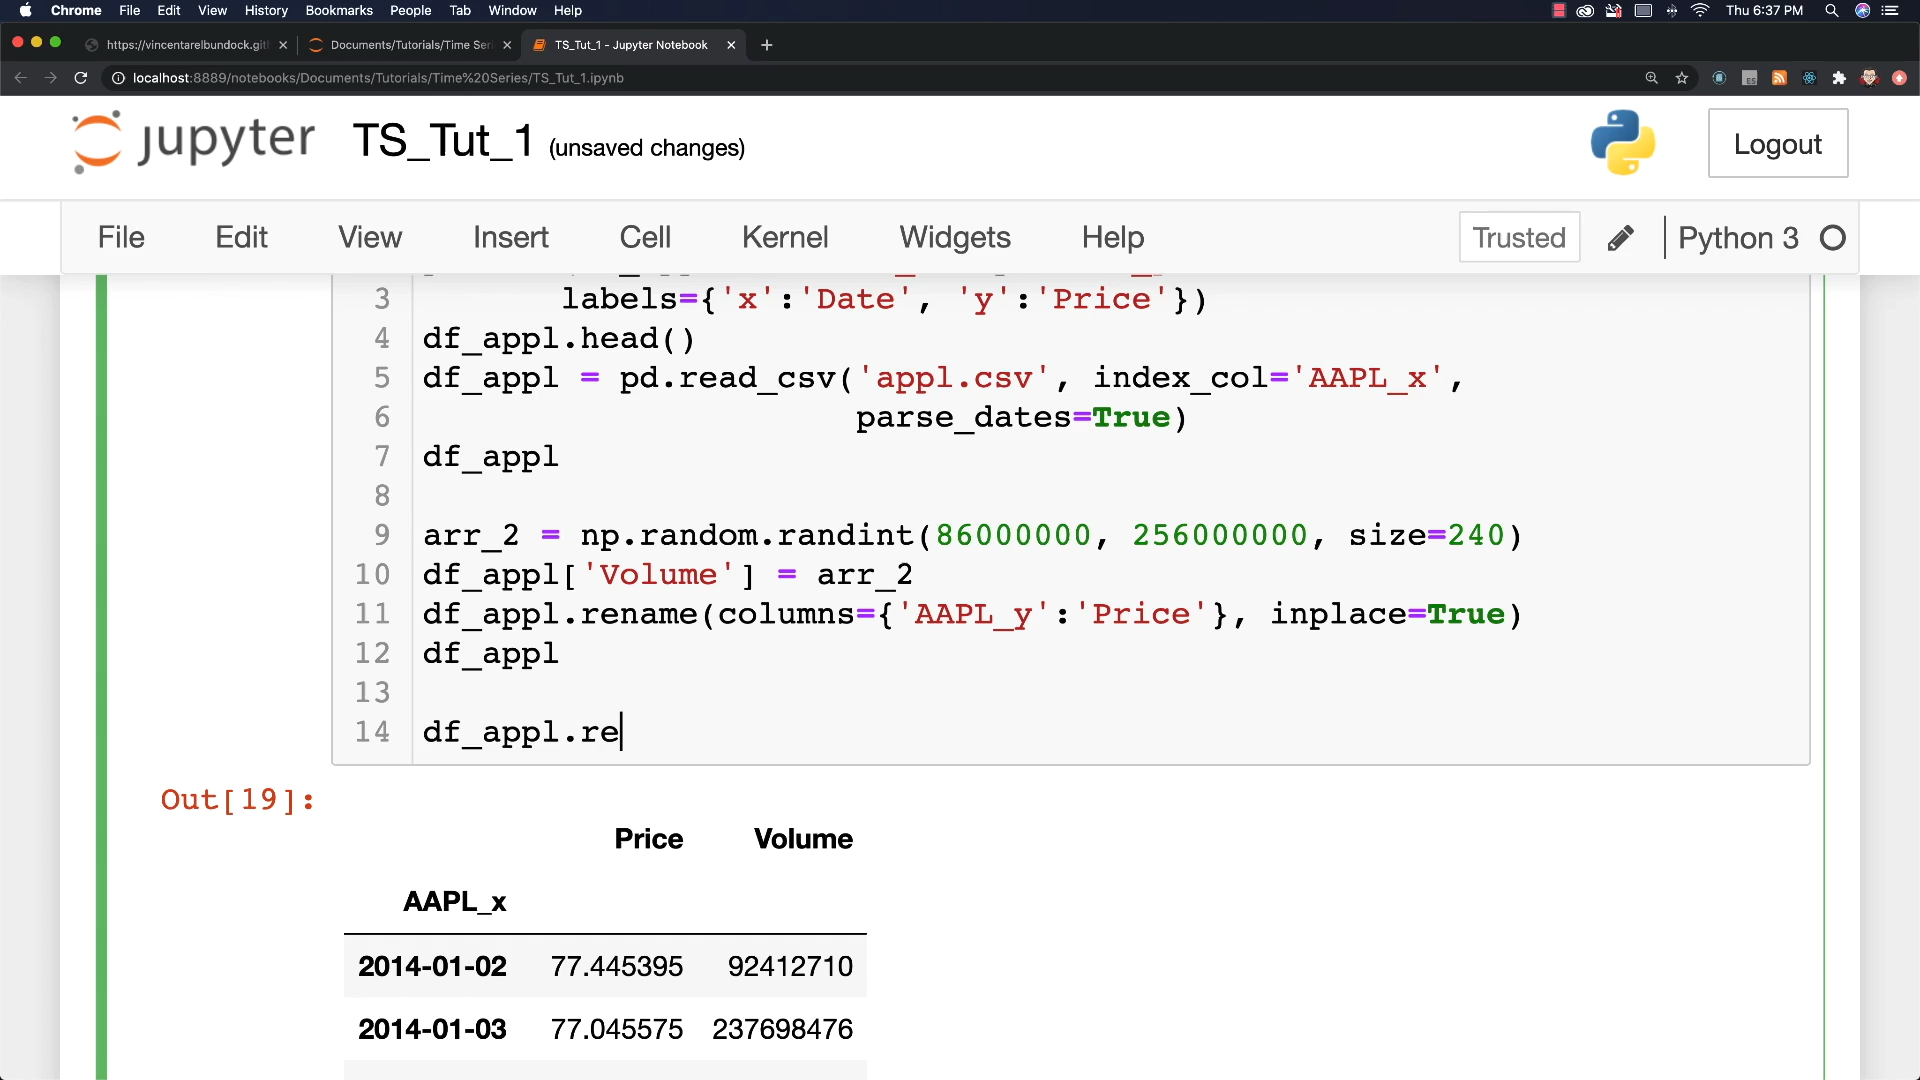 Chrome File Edit View History Bookmarks People Tab Window Help Thu 6:37 PM
https://vincentarelbundock.gitl Documents/Tutorials/Time Seri TS_Tut_1 - Jupyter Notebook
localhost:8889/notebooks/Documents/Tutorials/Time%20Series/TS_Tut_1.ipynb
jupyter TS_Tut_1 (unsaved changes) Logout
File Edit View Insert Cell Kernel Widgets Help Trusted Python 3
3 labels={'x':'Date', 'y':'Price'})
4 df_appl.head()
5 df_appl = pd.read_csv('appl.csv', index_col='AAPL_x',
6 parse_dates=True)
7 df_appl
8
9 arr_2 = np.random.randint(86000000, 256000000, size=240)
10 df_appl['Volume'] = arr_2
11 df_appl.rename(columns={'AAPL_y':'Price'}, inplace=True)
12 df_appl
13
14 df_appl.re
Out[19]:
Price Volume
AAPL_x
2014-01-02 77.445395 92412710
2014-01-03 77.045575 237698476